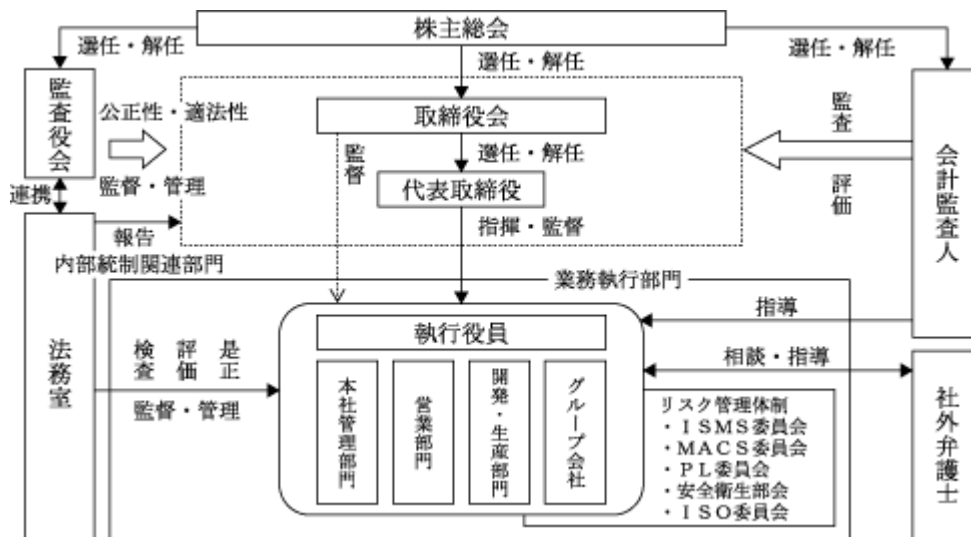 株主総会
選任・解任
選任・解任
選任・解任
監査役会
公正性・適法性
監督・管理
取締役会
監督
選任・解任
代表取締役
指揮・監督
監査
評価
会計監査人
連携
報告
内部統制関連部門
業務執行部門
法務室
検査
評価
是正
監督・管理
執行役員
本社管理部門
営業部門
開発・生産部門
グループ会社
指導
相談・指導
社外弁護士
リスク管理体制
・ISMS委員会
・MACS委員会
・PL委員会
・安全衛生部会
・ISO委員会